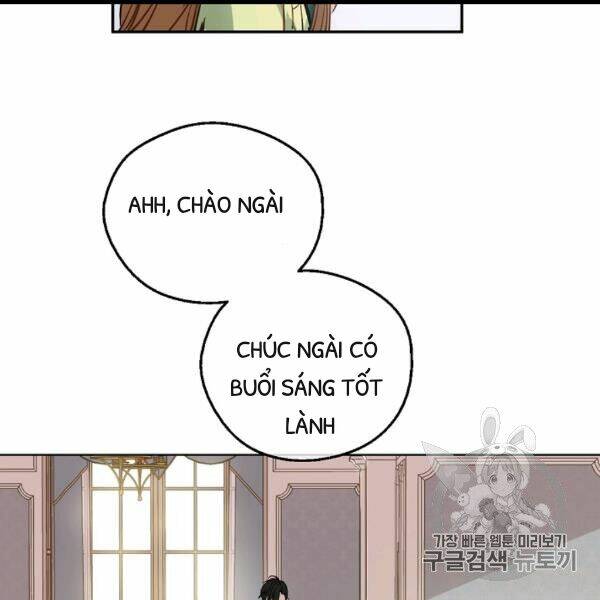 AHH, CHÀO NGÀI
CHÚC NGÀI CÓ
BUỔI SÁNG TỐT
LÀNH
가장 빠른 웹툰 미리보기
구글검색 뉴토끼